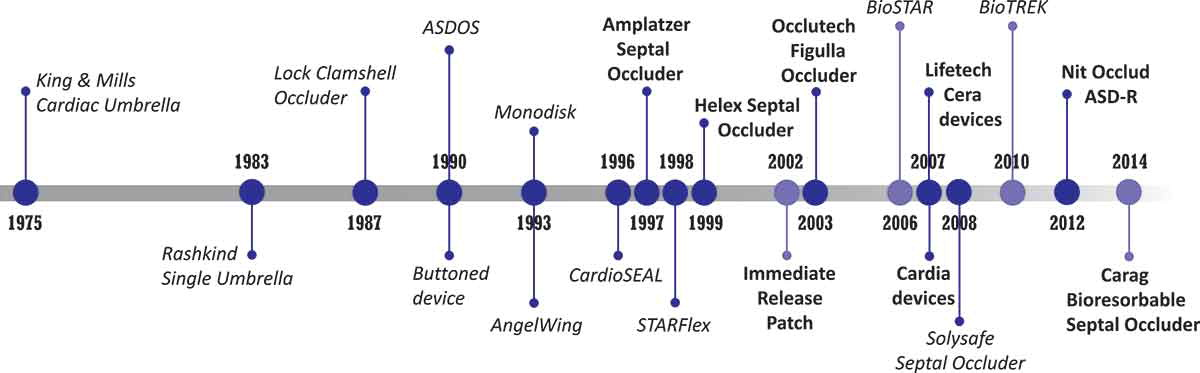 King & Mills
Cardiac Umbrella
1975
1983
Rashkind
Single Umbrella
Lock Clamshell
Occluder
1987
ASDOS
1990
Buttoned
device
Monodisk
1993
AngelWing
1996
CardioSEAL
Amplatzer
Septal
Occluder
1997
1998
STARFlex
Helex Septal
Occluder
1999
2002
Immediate
Release
Patch
Occlutech
Figulla
Occluder
2003
BioSTAR
2006
Lifetech
Cera
devices
2007
Cardia
devices
2008
Solysafe
Septal Occluder
BioTREK
2010
Nit Occlud
ASD-R
2012
2014
Carag
Bioresorbable
Septal Occluder